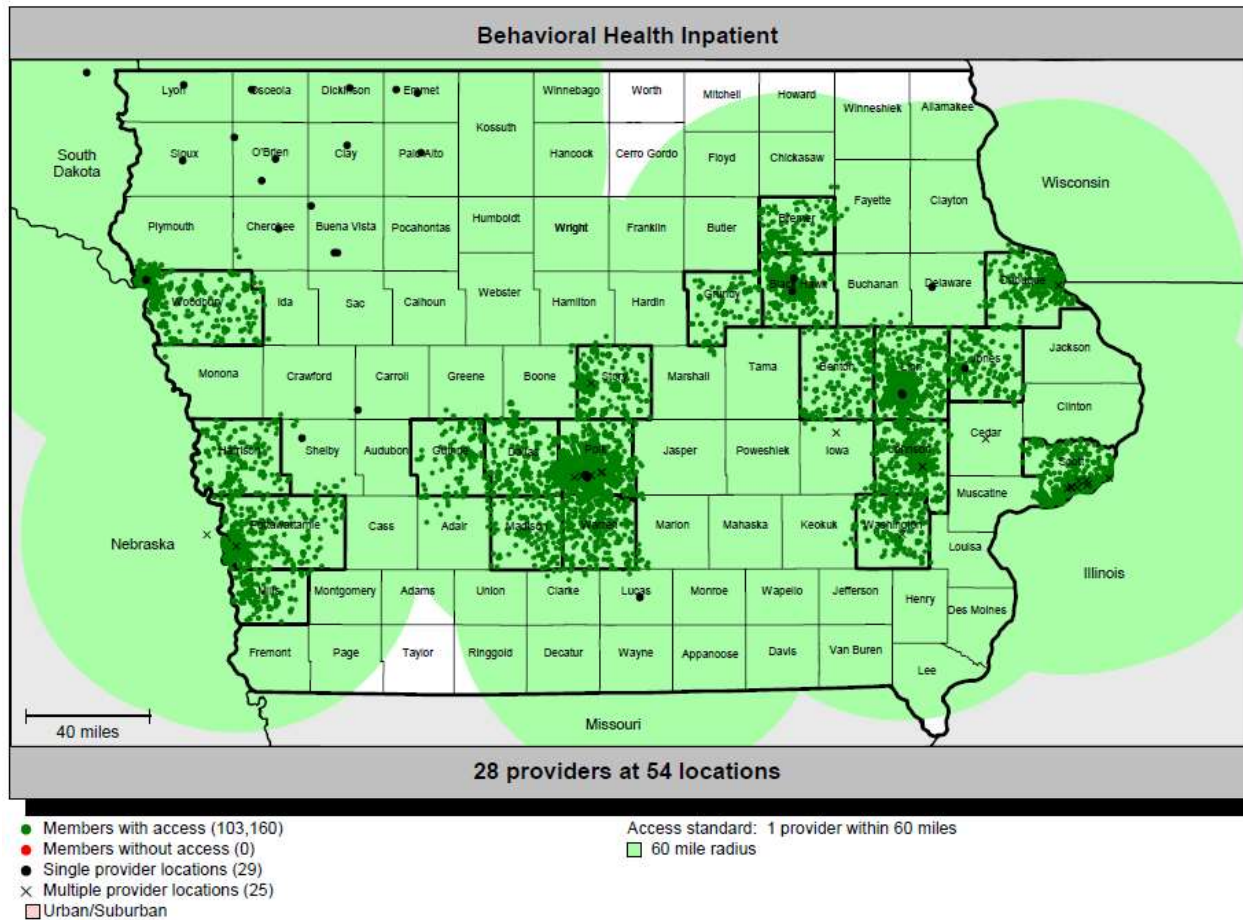 Behavioral Health Inpatient
Lyon Osceola Dickinson Emmet Winnebago Worth Mitchell Howard Winneshiek Allamakee
Kossuth
South Dakota
Sioux O'Brien Clay Palo Alto Hancock Cerro Gordo Floyd Chickasaw
Wisconsin
Plymouth Cherokee Buena Vista Pocahontas Humboldt Wright Franklin Butler Bremer Fayette Clayton
Woodbury Ida Sac Calhoun Webster Hamilton Hardin Grundy Black Hawk Buchanan Delaware Dubuque
Monona Crawford Carroll Greene Boone Story Marshall Tama Benton Linn Jones Jackson
Clinton
Harrison Shelby Audubon Guthrie Dallas Polk Jasper Poweshiek Iowa Johnson Cedar
Scott
Muscatine
Nebraska
Pottawattamie Cass Adair Madison Warren Marion Mahaska Keokuk Washington
Louisa
Illinois
Mills Montgomery Adams Union Clarke Lucas Monroe Wapello Jefferson Henry Des Moines
Fremont Page Taylor Ringgold Decatur Wayne Appanoose Davis Van Buren Lee
40 miles
Missouri
28 providers at 54 locations
Members with access (103,160)
Members without access (0)
Single provider locations (29)
Multiple provider locations (25)
Urban/Suburban
Access standard: 1 provider within 60 miles
60 mile radius